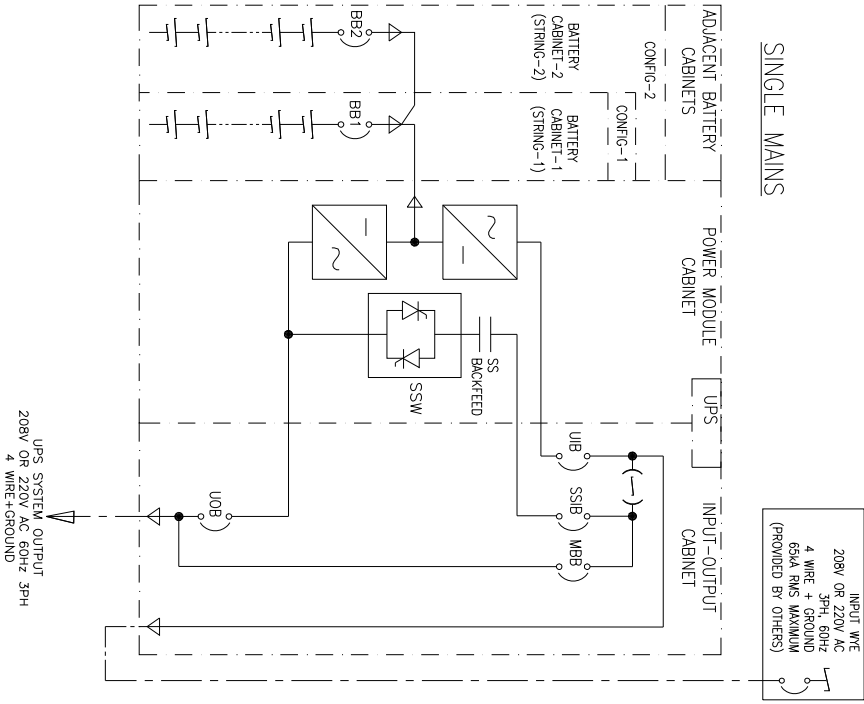 SINGLE MAINS
INPUT WYE
208V OR 220V AC
3PH, 60Hz
4 WIRE + GROUND
65kA RMS MAXIMUM
(PROVIDED BY OTHERS)
ADJACENT BATTERY
CABINETS
POWER MODULE
CABINET
UPS
INPUT-OUTPUT
CABINET
CONFIG-2
CONFIG-1
BATTERY
CABINET-2
(STRING-2)
BATTERY
CABINET-1
(STRING-1)
UIB
SSIB
MBB
SS
BACKFEED
SSW
BB2
BB1
UOB
UPS SYSTEM OUTPUT
208V OR 220V AC 60Hz 3PH
4 WIRE+GROUND